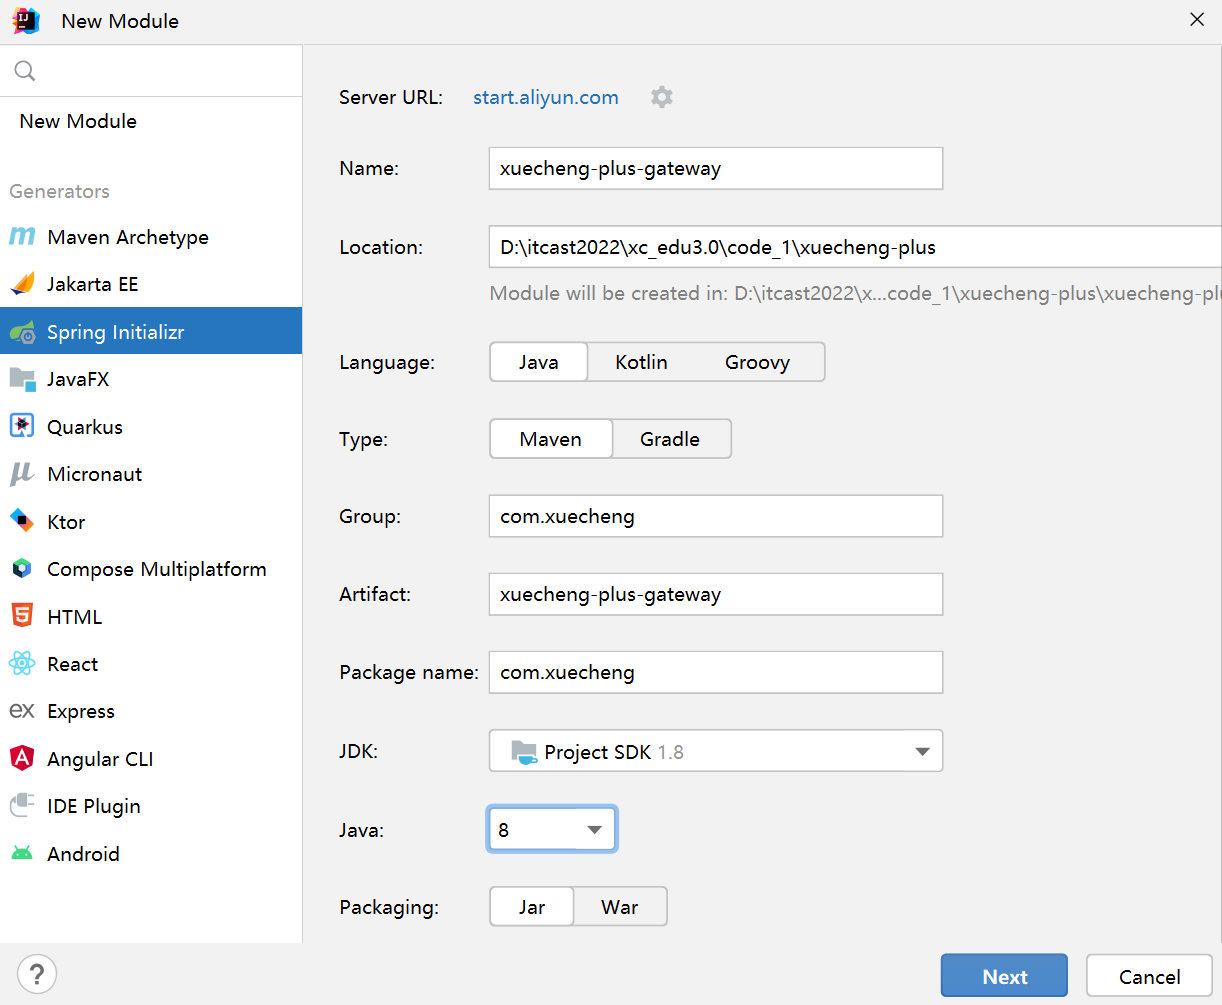 New Module
New Module
Generators
Maven Archetype
Jakarta EE
Spring Initializr
JavaFX
Quarkus
Micronaut
Ktor
Compose Multiplatform
HTML
React
Express
Angular CLI
IDE Plugin
Android
Server URL: start.aliyun.com
Name: xuecheng-plus-gateway
Location: D:\itcast2022\xc_edu3.0\code_1\xuecheng-plus
Module will be created in: D:\itcast2022\x...code_1\xuecheng-plus\xuecheng-pl
Language: Java Kotlin Groovy
Type: Maven Gradle
Group: com.xuecheng
Artifact: xuecheng-plus-gateway
Package name: com.xuecheng
JDK: Project SDK 1.8
Java: 8
Packaging: Jar War
? Next Cancel